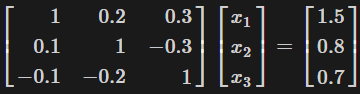 1 0.2 0.3 x₁ 1.5
0.1 1 −0.3 x₂ = 0.8
−0.1 −0.2 1 x₃ 0.7